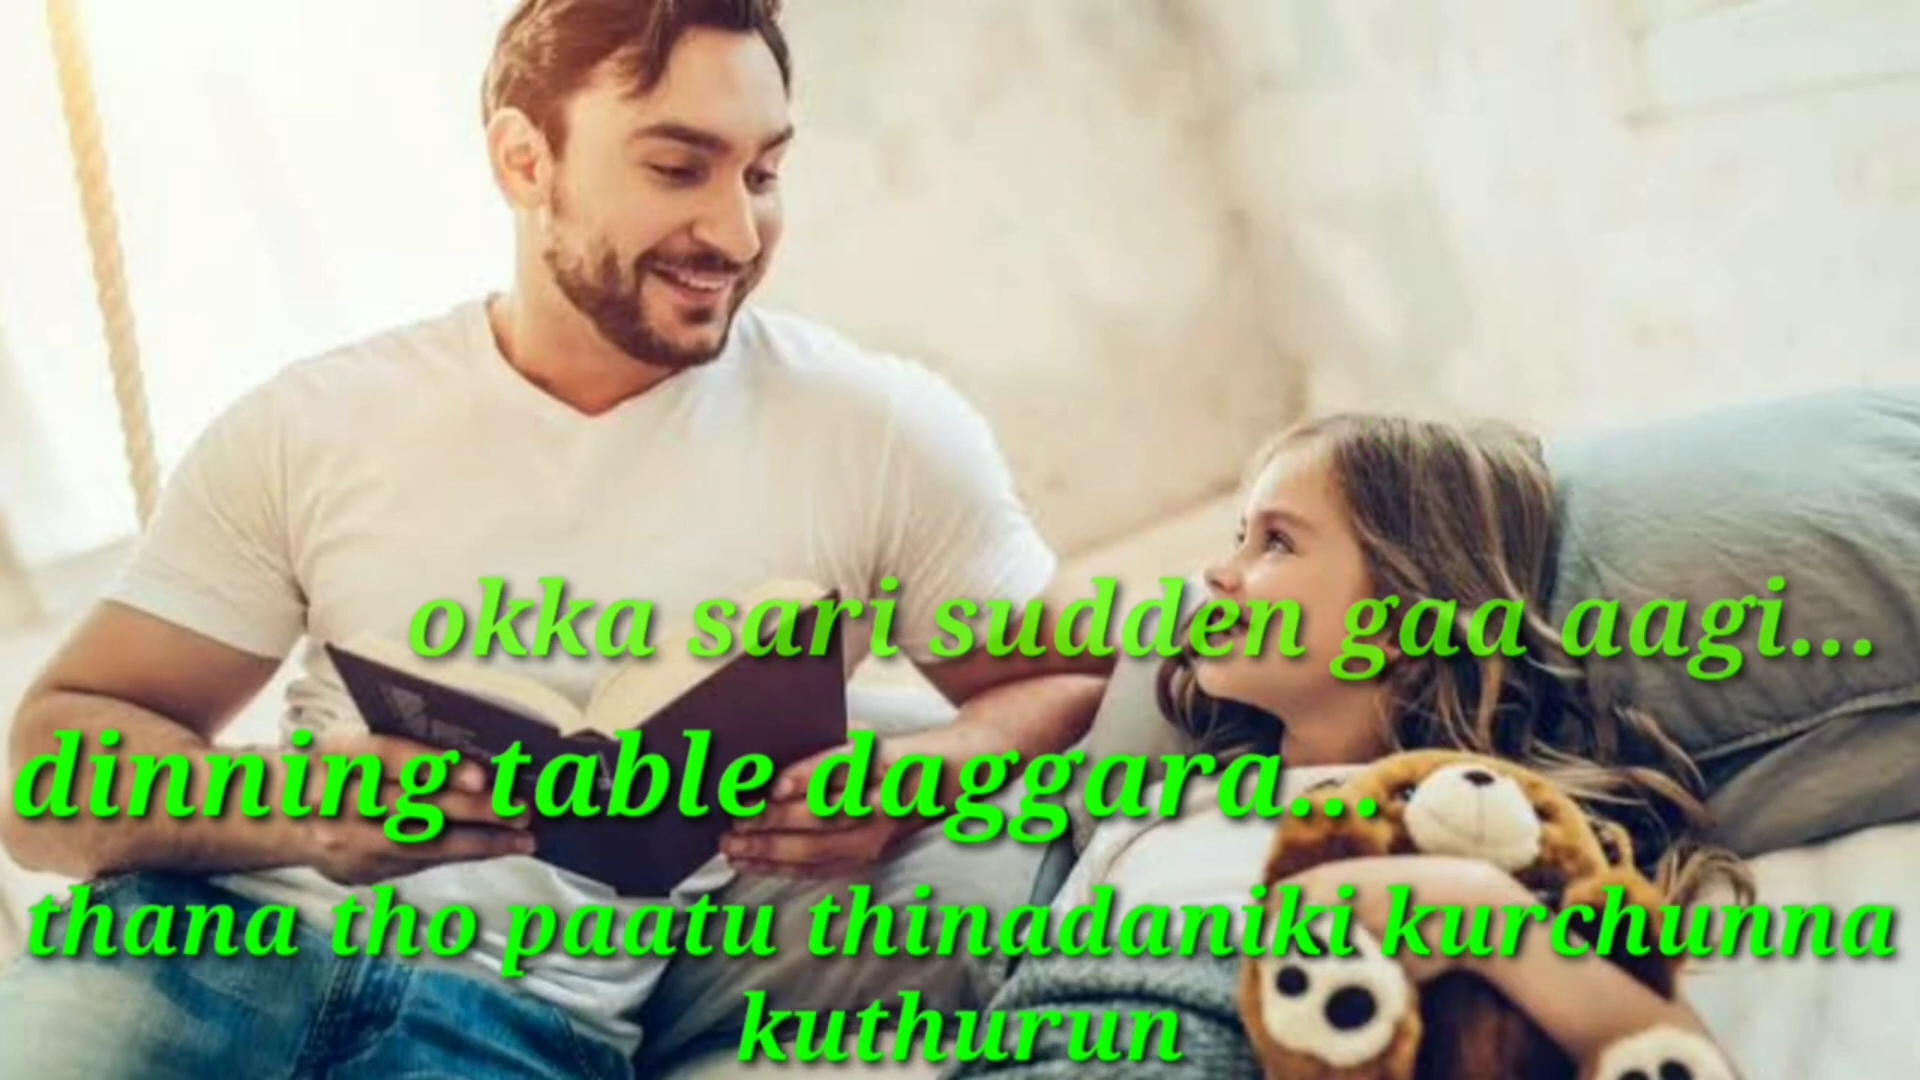 okka sari sudden gaa aagi...
dinning table daggara...
thana tho paatu thinadaniki kurchunna
kuthurun